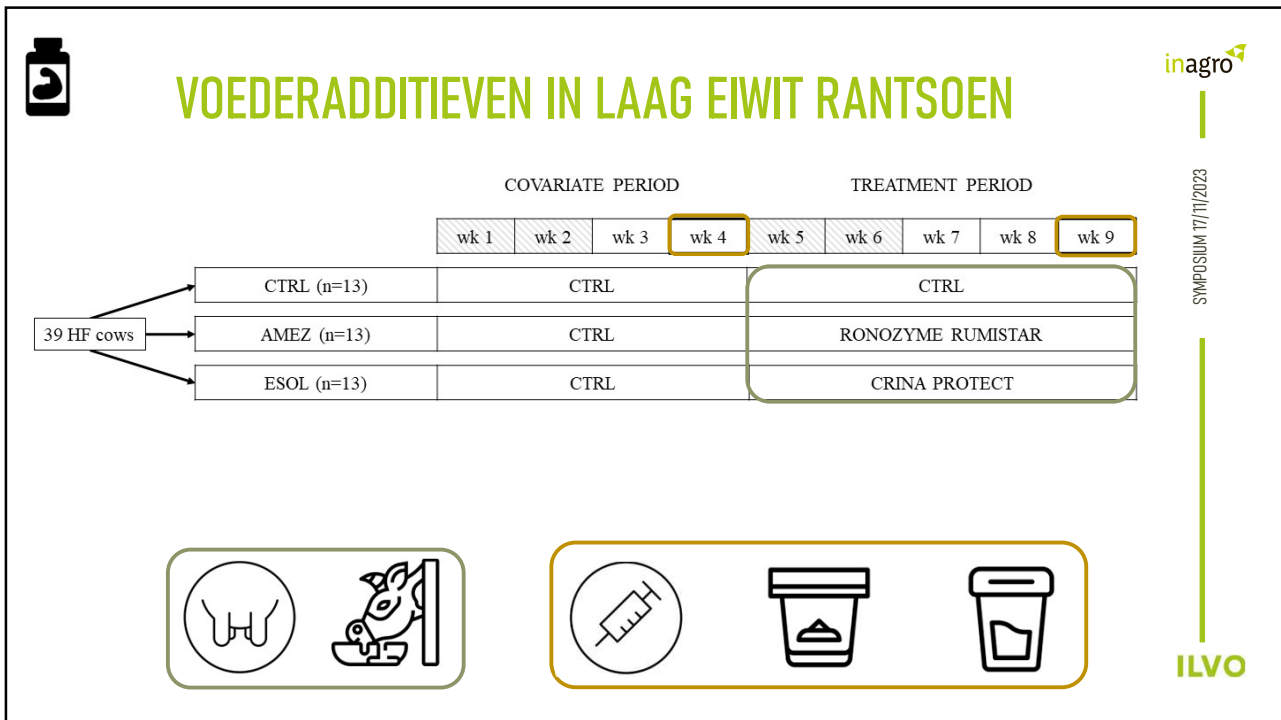 VOEDERADDITIEVEN IN LAAG EIWIT RANTSOEN
inagro
SYMPOSIUM 17/11/2023
COVARIATE PERIOD TREATMENT PERIOD
wk 1 wk 2 wk 3 wk 4 wk 5 wk 6 wk 7 wk 8 wk 9
CTRL (n=13) CTRL CTRL
39 HF cows AMEZ (n=13) CTRL RONOZYME RUMISTAR
ESOL (n=13) CTRL CRINA PROTECT
ILVO